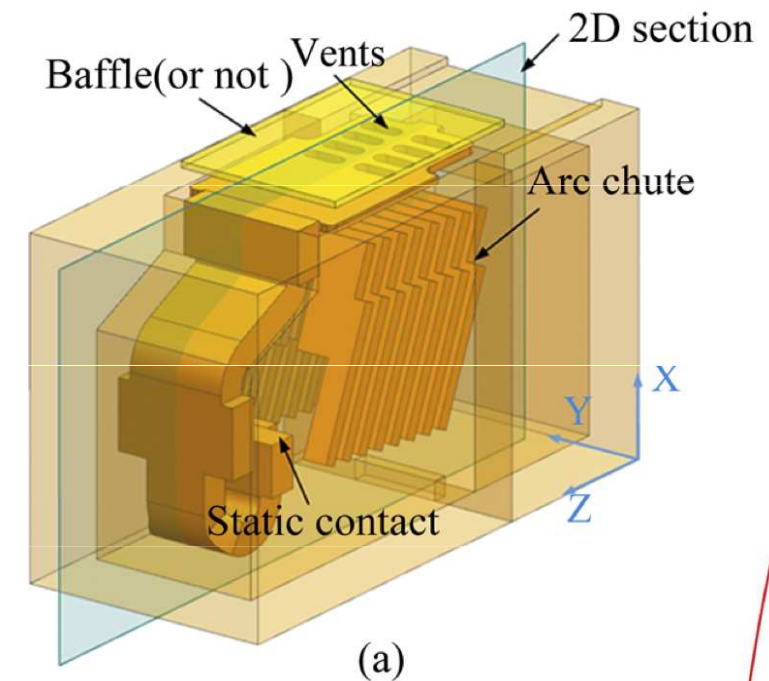 2D section
Vents
Baffle(or not )
Arc chute
X
Y
Z
Static contact
(a)